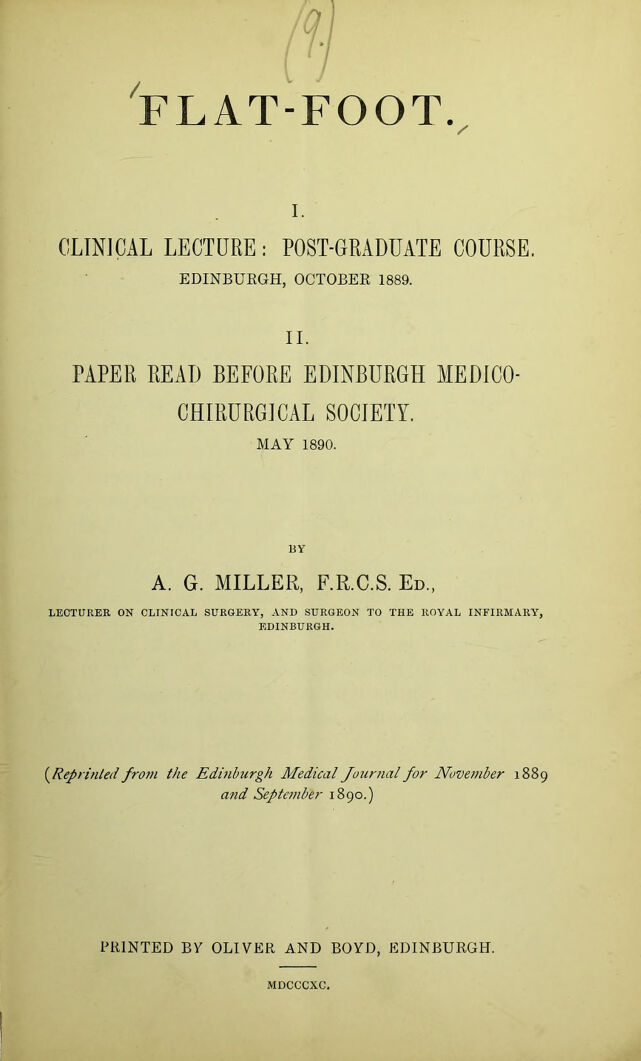 (9.)
FLAT-FOOT.
I.
CLINICAL LECTURE: POST-GRADUATE COURSE.
EDINBURGH, OCTOBER 1889.
II.
PAPER READ BEFORE EDINBURGH MEDICO-
CHIRURGICAL SOCIETY.
MAY 1890.
BY
A. G. MILLER, F.R.C.S. ED.,
LECTURER ON CLINICAL SURGERY, AND SURGEON TO THE ROYAL INFIRMARY,
EDINBURGH.
(Reprinted from the Edinburgh Medical Journal for November 1889
and September 1890.)
PRINTED BY OLIVER AND BOYD, EDINBURGH.
MDCCCXC.